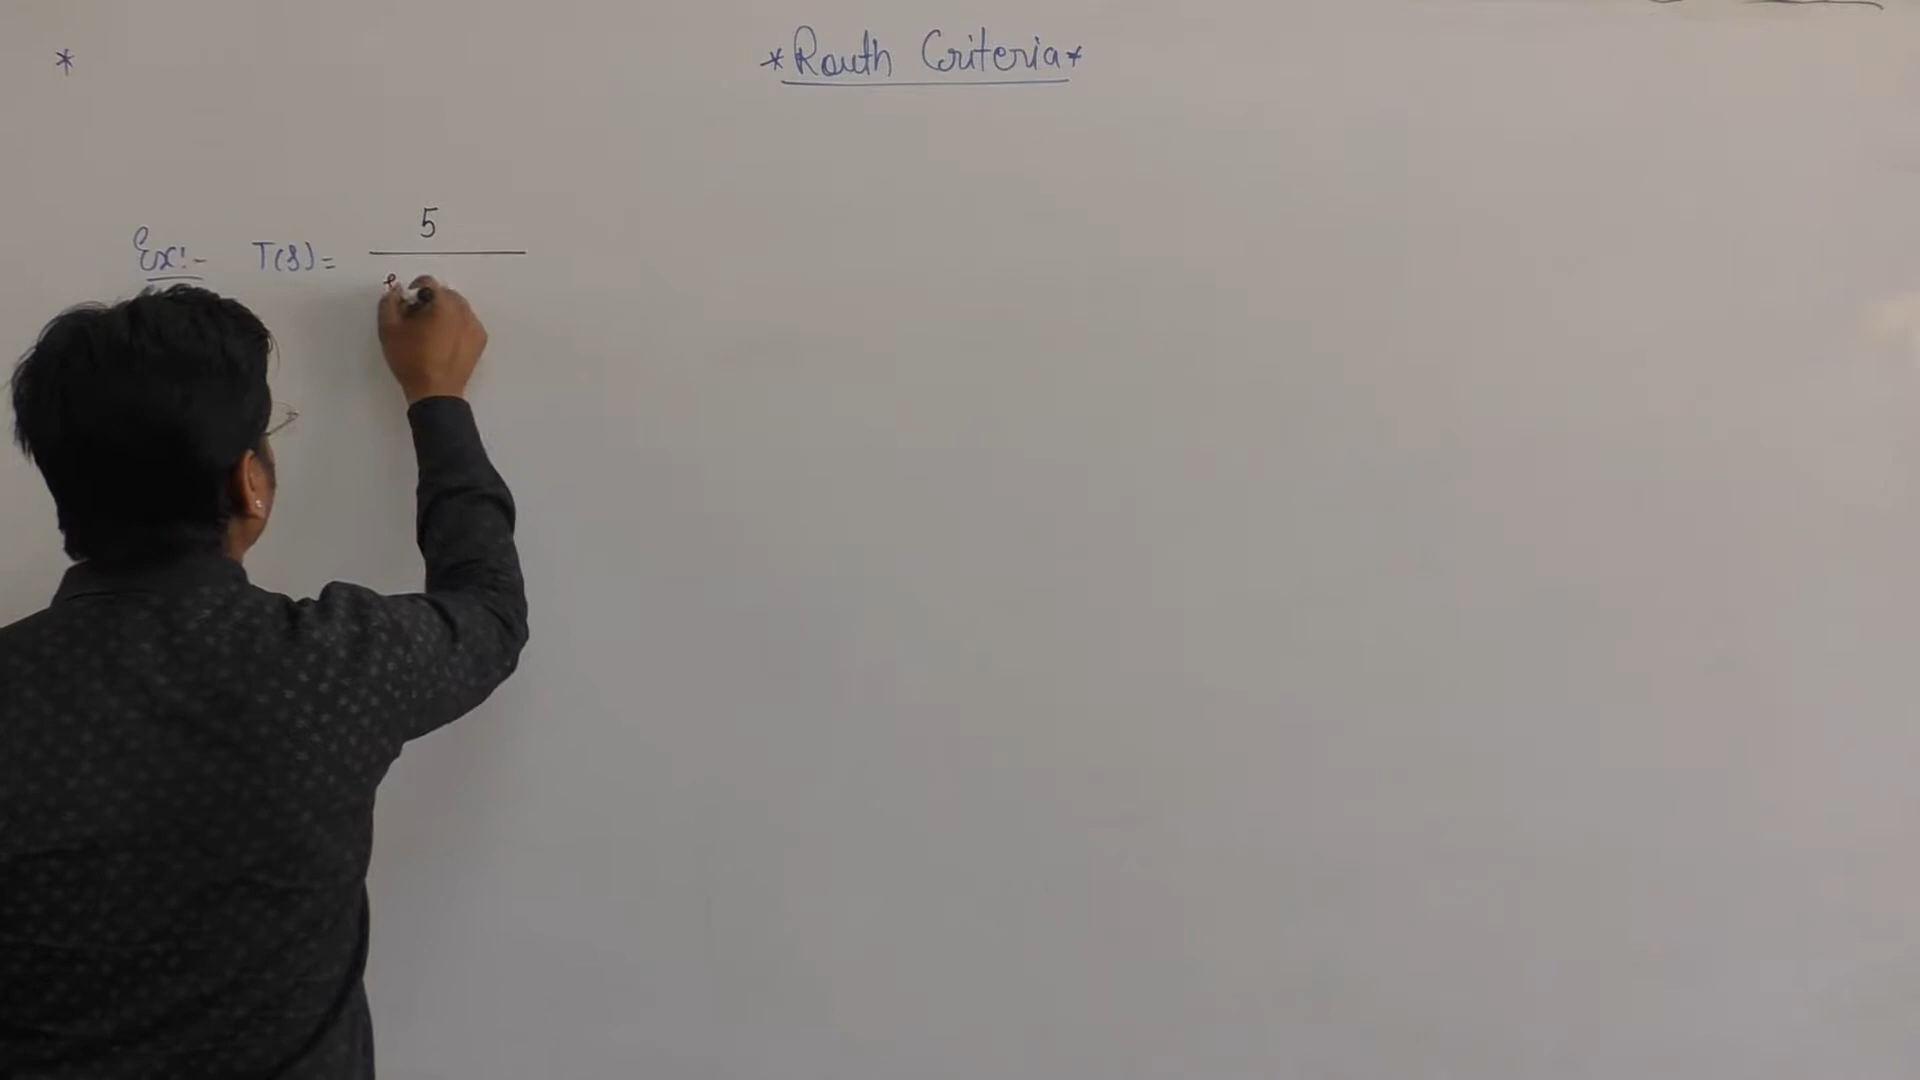 * *Routh Criteria*
5
Ex:- T(s)=